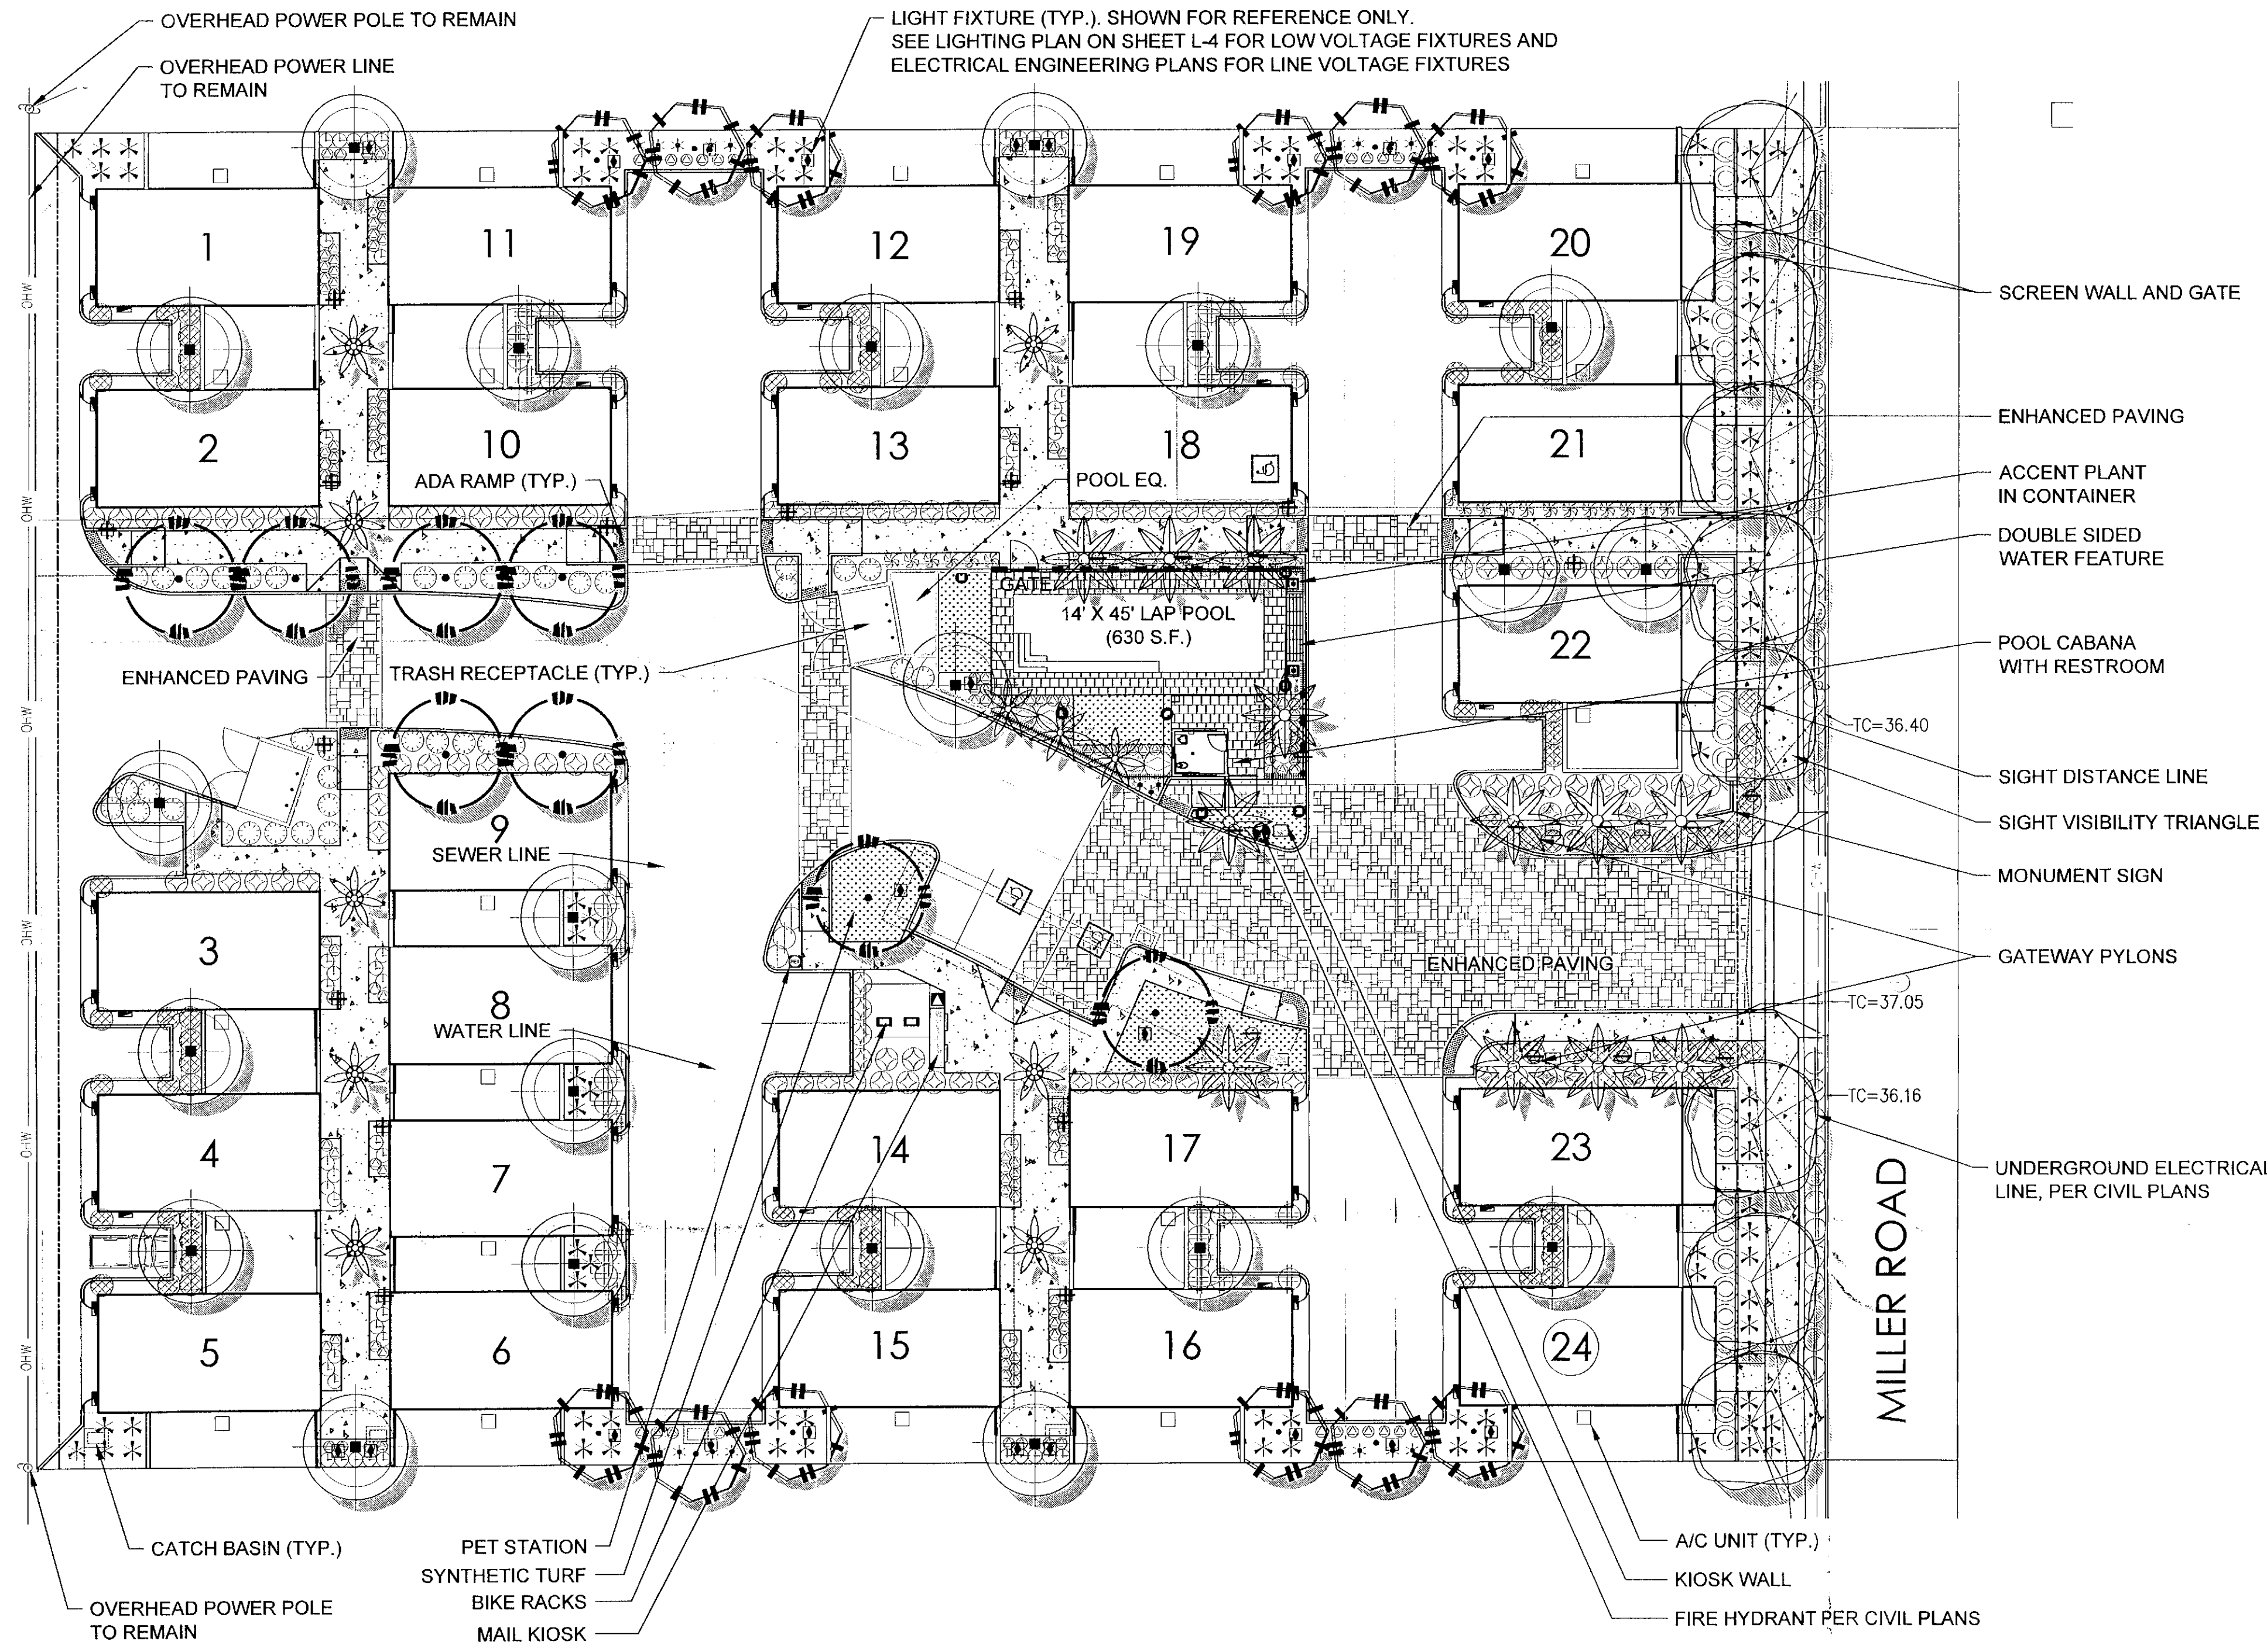 OVERHEAD POWER POLE TO REMAIN
OVERHEAD POWER LINE
TO REMAIN
LIGHT FIXTURE (TYP.). SHOWN FOR REFERENCE ONLY.
SEE LIGHTING PLAN ON SHEET L-4 FOR LOW VOLTAGE FIXTURES AND
ELECTRICAL ENGINEERING PLANS FOR LINE VOLTAGE FIXTURES
1
11
12
19
20
OHW
SCREEN WALL AND GATE
2
10
13
18
21
ENHANCED PAVING
ADA RAMP (TYP.)
POOL EQ.
ACCENT PLANT
IN CONTAINER
OHW
DOUBLE SIDED
WATER FEATURE
GATE
14' X 45' LAP POOL
(630 S.F.)
22
POOL CABANA
WITH RESTROOM
ENHANCED PAVING
TRASH RECEPTACLE (TYP.)
OHW
TC=36.40
SIGHT DISTANCE LINE
SIGHT VISIBILITY TRIANGLE
9
SEWER LINE
MONUMENT SIGN
OHW
3
ENHANCED PAVING
GATEWAY PYLONS
8
WATER LINE
TC=37.05
TC=36.16
OHW
4
7
14
17
23
UNDERGROUND ELECTRICAL
LINE, PER CIVIL PLANS
MILLER ROAD
OHW
5
6
15
16
24
CATCH BASIN (TYP.)
PET STATION
SYNTHETIC TURF
BIKE RACKS
MAIL KIOSK
OVERHEAD POWER POLE
TO REMAIN
A/C UNIT (TYP.)
KIOSK WALL
FIRE HYDRANT PER CIVIL PLANS